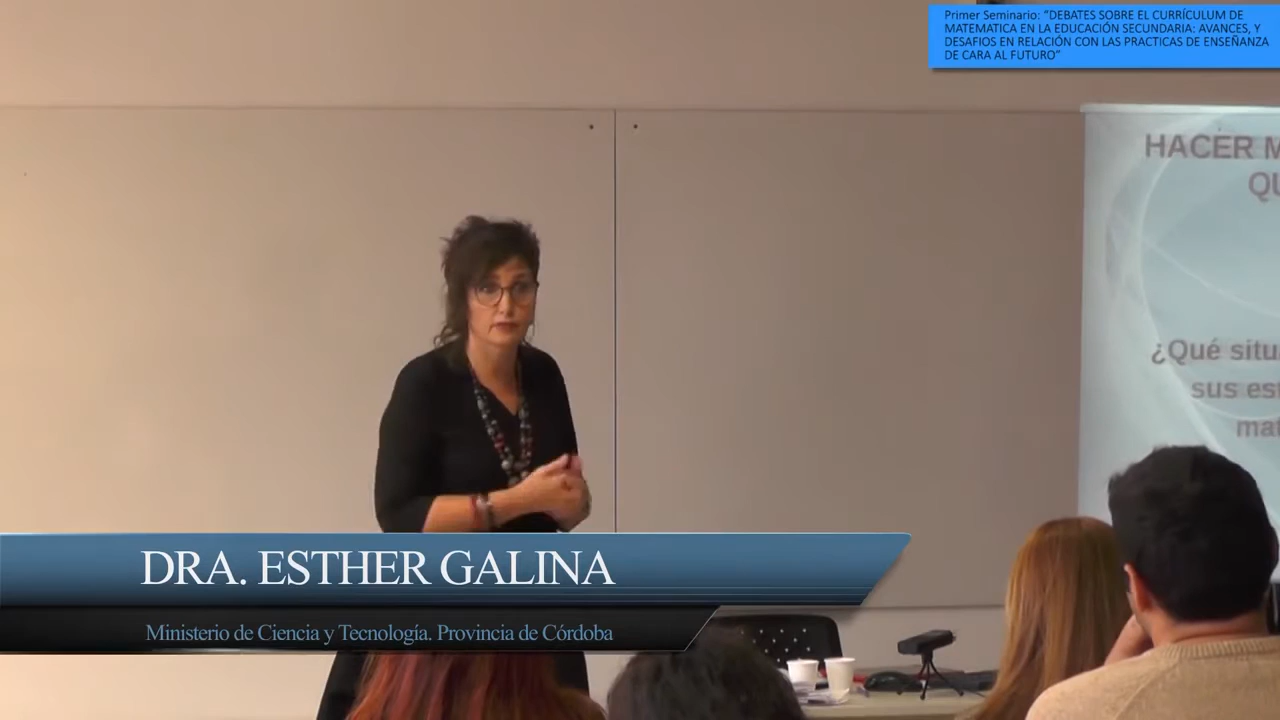 Primer Seminario: "DEBATES SOBRE EL CURRÍCULUM DE
MATEMATICA EN LA EDUCACIÓN SECUNDARIA: AVANCES, Y
DESAFIOS EN RELACIÓN CON LAS PRACTICAS DE ENSEÑANZA
DE CARA AL FUTURO"
HACER M
QU
¿Qué situ
sus est
mat
DRA. ESTHER GALINA
Ministerio de Ciencia y Tecnología. Provincia de Córdoba